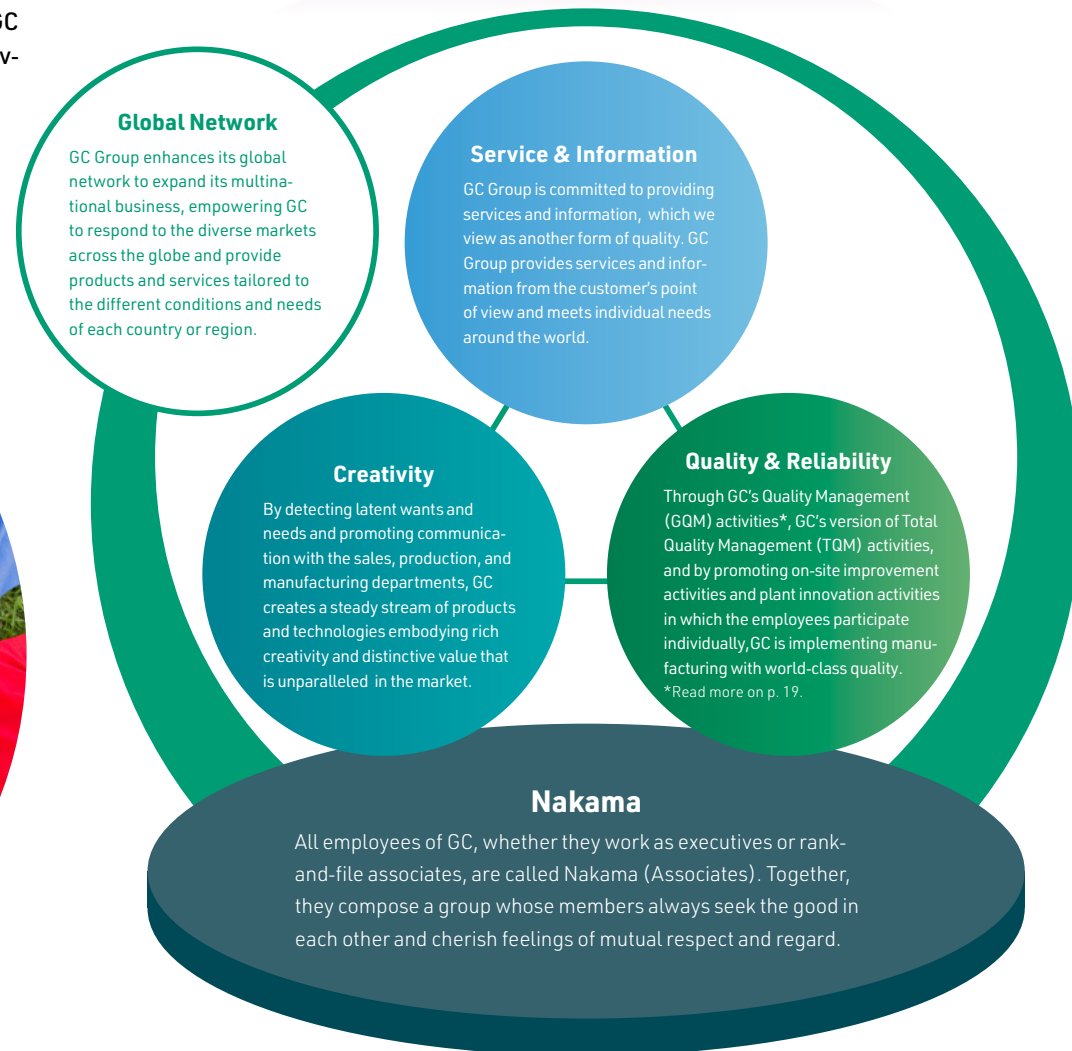 GC
v-
Global Network
GC Group enhances its global
network to expand its multina-
tional business, empowering GC
to respond to the diverse markets
across the globe and provide
products and services tailored to
the different conditions and needs
of each country or region.
Service & Information
GC Group is committed to providing
services and information, which we
view as another form of quality. GC
Group provides services and infor-
mation from the customer's point
of view and meets individual needs
around the world.
Creativity
By detecting latent wants and
needs and promoting communica-
tion with the sales, production, and
manufacturing departments, GC
creates a steady stream of products
and technologies embodying rich
creativity and distinctive value that
is unparalleled in the market.
Quality & Reliability
Through GC's Quality Management
(GQM) activities*, GC's version of Total
Quality Management (TQM) activities,
and by promoting on-site improvement
activities and plant innovation activities
in which the employees participate
individually,GC is implementing manu-
facturing with world-class quality.
*Read more on p. 19.
Nakama
All employees of GC, whether they work as executives or rank-
and-file associates, are called Nakama (Associates). Together,
they compose a group whose members always seek the good in
each other and cherish feelings of mutual respect and regard.